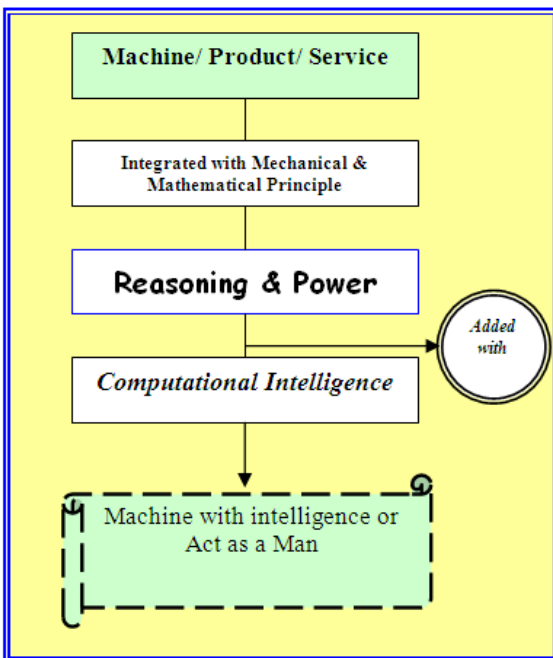 Machine/ Product/ Service
Integrated with Mechanical &
Mathematical Principle
Reasoning & Power
Added
with
Computational Intelligence
Machine with intelligence or
Act as a Man